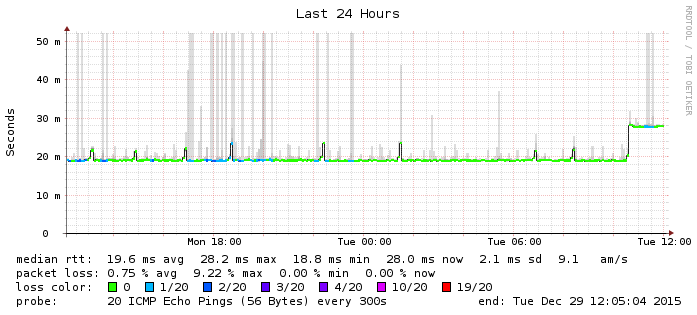 Last 24 Hours
RRDTOOL / TOBI OETIKER
Seconds
50 m
40 m
30 m
20 m
10 m
0
Mon 18:00 Tue 00:00 Tue 06:00 Tue 12:00
median rtt: 19.6 ms avg 28.2 ms max 18.8 ms min 28.0 ms now 2.1 ms sd 9.1 am/s
packet loss: 0.75 % avg 9.22 % max 0.00 % min 0.00 % now
loss color: 0 1/20 2/20 3/20 4/20 10/20 19/20
probe: 20 ICMP Echo Pings (56 Bytes) every 300s end: Tue Dec 29 12:05:04 2015